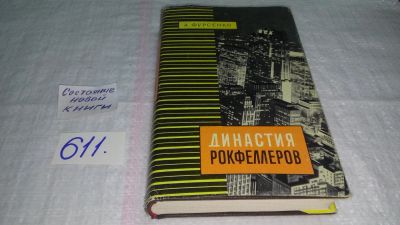 А. ФУРСЕНКО
Состояние
новой
книги
611.
ДИНАСТИЯ
РОКФЕЛЛЕРОВ